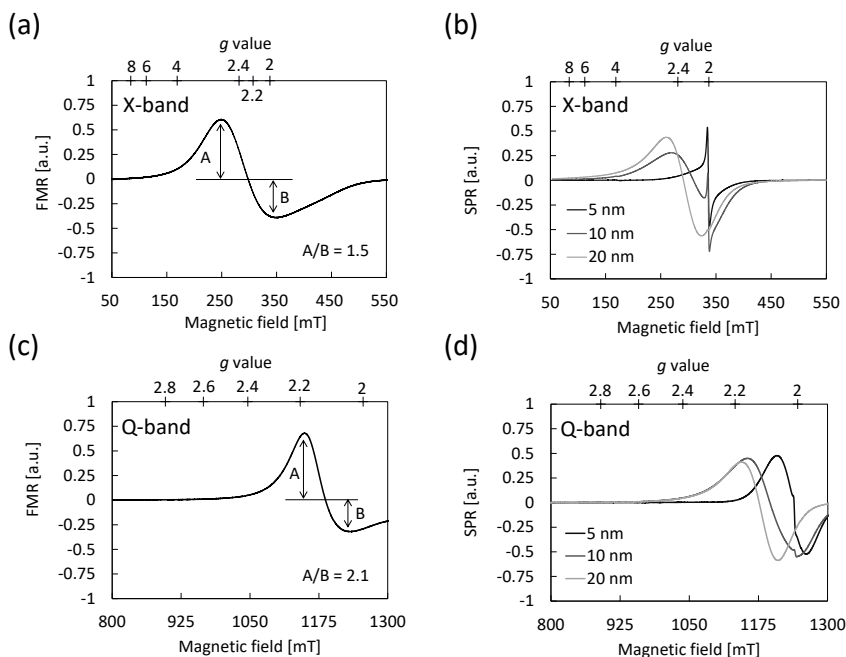 (a)
g value
8 6 4 2.4 2
2.2
1
0.75
0.5
0.25
0
-0.25
-0.5
-0.75
-1
FMR [a.u.]
X-band
A
B
A/B = 1.5
50 150 250 350 450 550
Magnetic field [mT]
(b)
g value
8 6 4 2.4 2
1
0.75
0.5
0.25
0
-0.25
-0.5
-0.75
-1
SPR [a.u.]
X-band
5 nm
10 nm
20 nm
50 150 250 350 450 550
Magnetic field [mT]
(c)
g value
2.8 2.6 2.4 2.2 2
1
0.75
0.5
0.25
0
-0.25
-0.5
-0.75
-1
FMR [a.u.]
Q-band
A
B
A/B = 2.1
800 925 1050 1175 1300
Magnetic field [mT]
(d)
g value
2.8 2.6 2.4 2.2 2
1
0.75
0.5
0.25
0
-0.25
-0.5
-0.75
-1
SPR [a.u.]
Q-band
5 nm
10 nm
20 nm
800 925 1050 1175 1300
Magnetic field [mT]